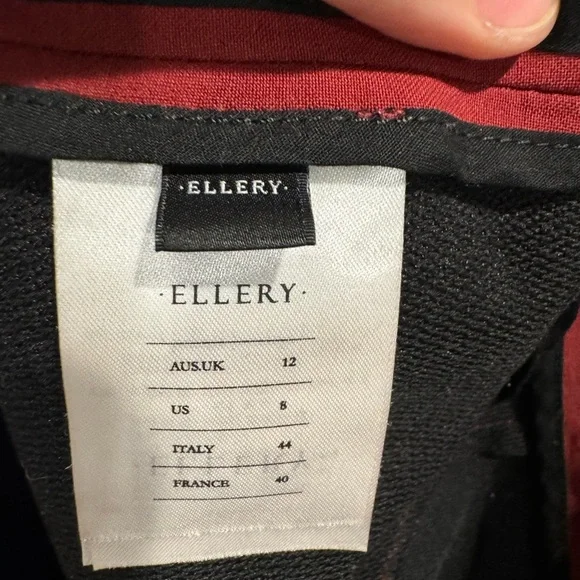 ·ELLERY·
·ELLERY·
AUS.UK 12
US 8
ITALY 44
FRANCE 40